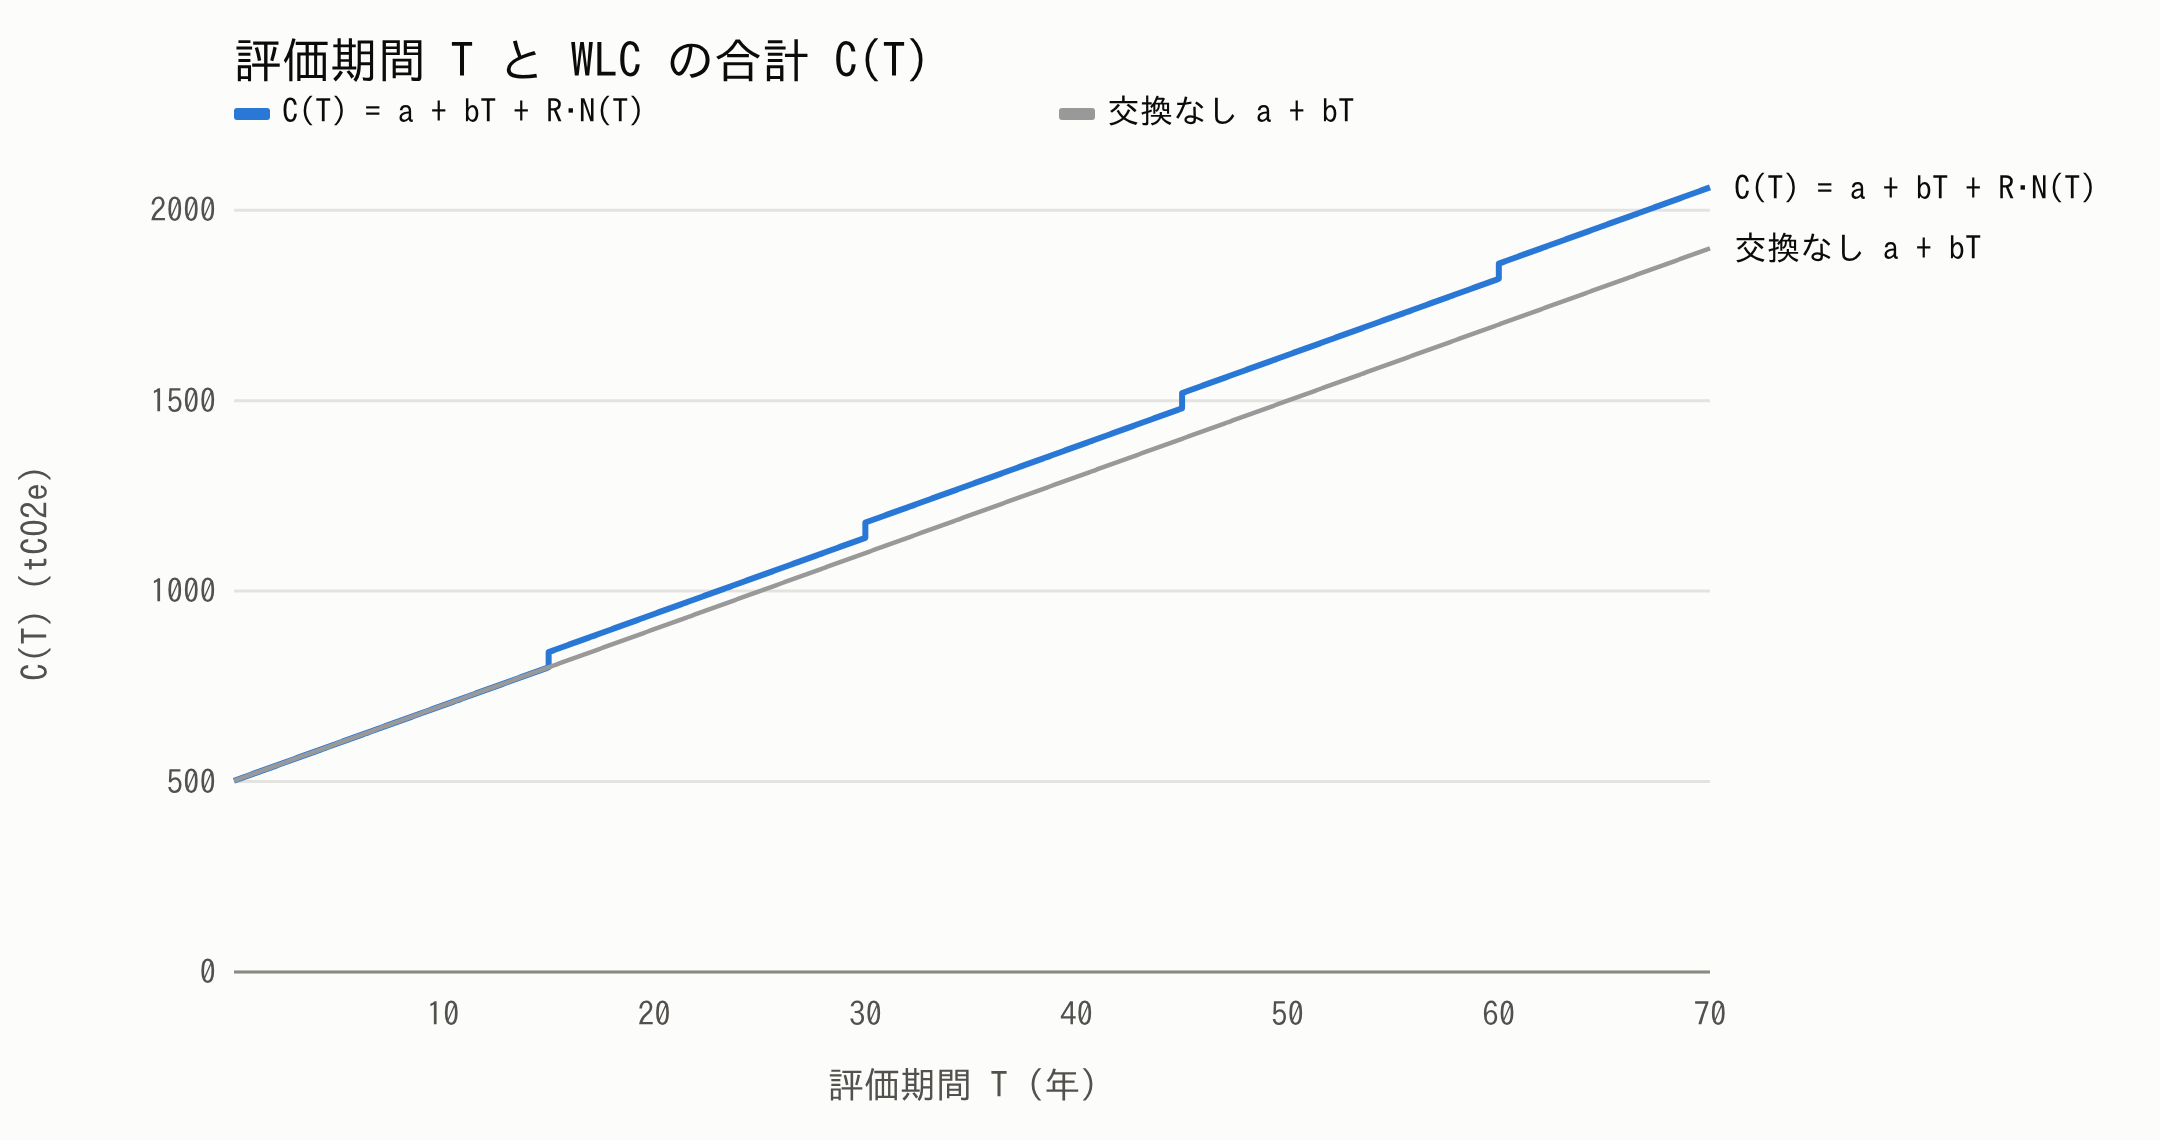 評価期間 T と WLC の合計 C(T)
C(T) = a + bT + R·N(T)
交換なし a + bT
C(T) = a + bT + R·N(T)
交換なし a + bT
2000
1500
1000
500
0
C(T) (tCO2e)
10 20 30 40 50 60 70
評価期間 T (年)